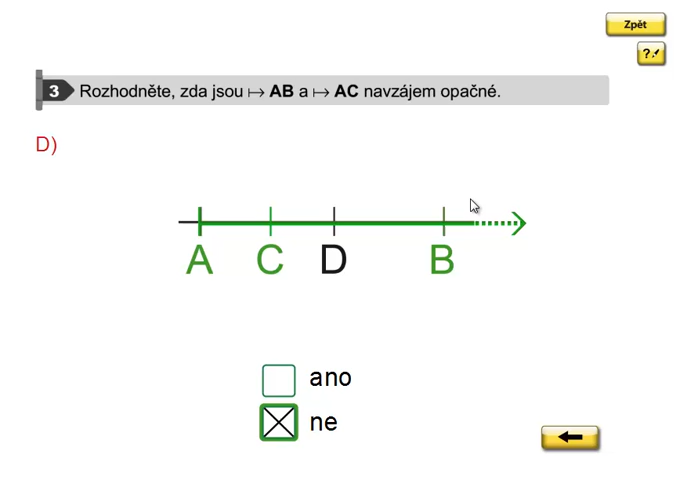 Zpět
?
3 Rozhodněte, zda jsou ↦ AB a ↦ AC navzájem opačné.
D)
A C D B
ano
ne